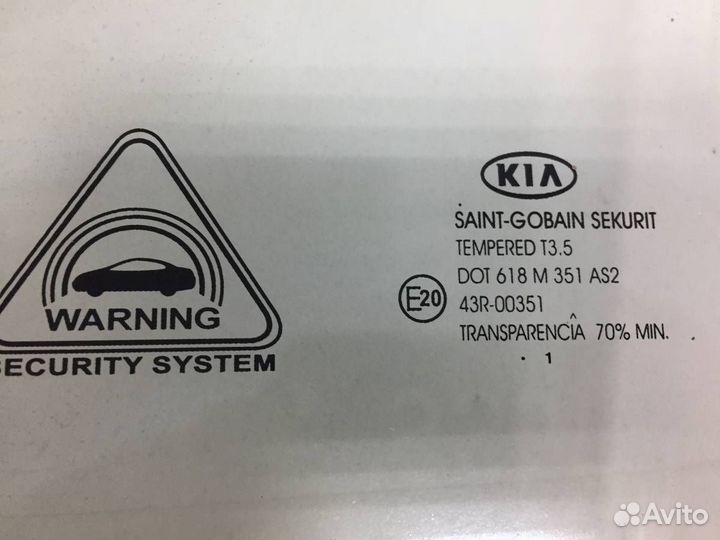 WARNING
SECURITY SYSTEM
KIA
SAINT-GOBAIN SEKURIT
TEMPERED T3.5
DOT 618 M 351 AS2
E20
43R-00351
TRANSPARENCIÂ 70% MIN.
. 1
Avito